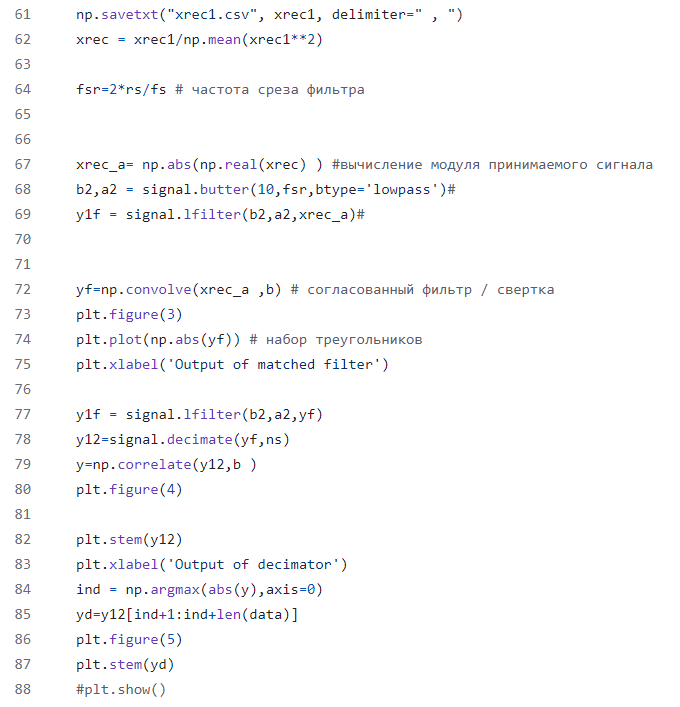 61 np.savetxt("xrec1.csv", xrec1, delimiter=" , ")
62 xrec = xrec1/np.mean(xrec1**2)
63
64 fsr=2*rs/fs # частота среза фильтра
65
66
67 xrec_a= np.abs(np.real(xrec) ) #вычисление модуля принимаемого сигнала
68 b2,a2 = signal.butter(10,fsr,btype='lowpass')#
69 y1f = signal.lfilter(b2,a2,xrec_a)#
70
71
72 yf=np.convolve(xrec_a ,b) # согласованный фильтр / свертка
73 plt.figure(3)
74 plt.plot(np.abs(yf)) # набор треугольников
75 plt.xlabel('Output of matched filter')
76
77 y1f = signal.lfilter(b2,a2,yf)
78 y12=signal.decimate(yf,ns)
79 y=np.correlate(y12,b )
80 plt.figure(4)
81
82 plt.stem(y12)
83 plt.xlabel('Output of decimator')
84 ind = np.argmax(abs(y),axis=0)
85 yd=y12[ind+1:ind+len(data)]
86 plt.figure(5)
87 plt.stem(yd)
88 #plt.show()